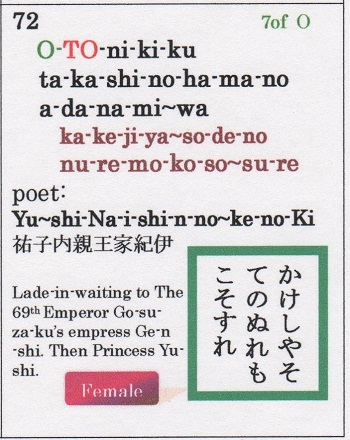 72
7of O
O-TO-ni-ki-ku
ta-ka-shi-no-ha-ma-no
a-da-na-mi~wa
ka-ke-ji-ya~so-de-no
nu-re-mo-ko-so~su-re
poet:
Yu~shi-Na-i-shi-n-no~ke-no-Ki
祐子内親王家紀伊
Lade-in-waiting to The
69th Emperor Go-su-
za-ku's empress Ge-n
-shi. Then Princess Yu-
shi.
Female
かけしやそ
てのぬれも
こそすれ